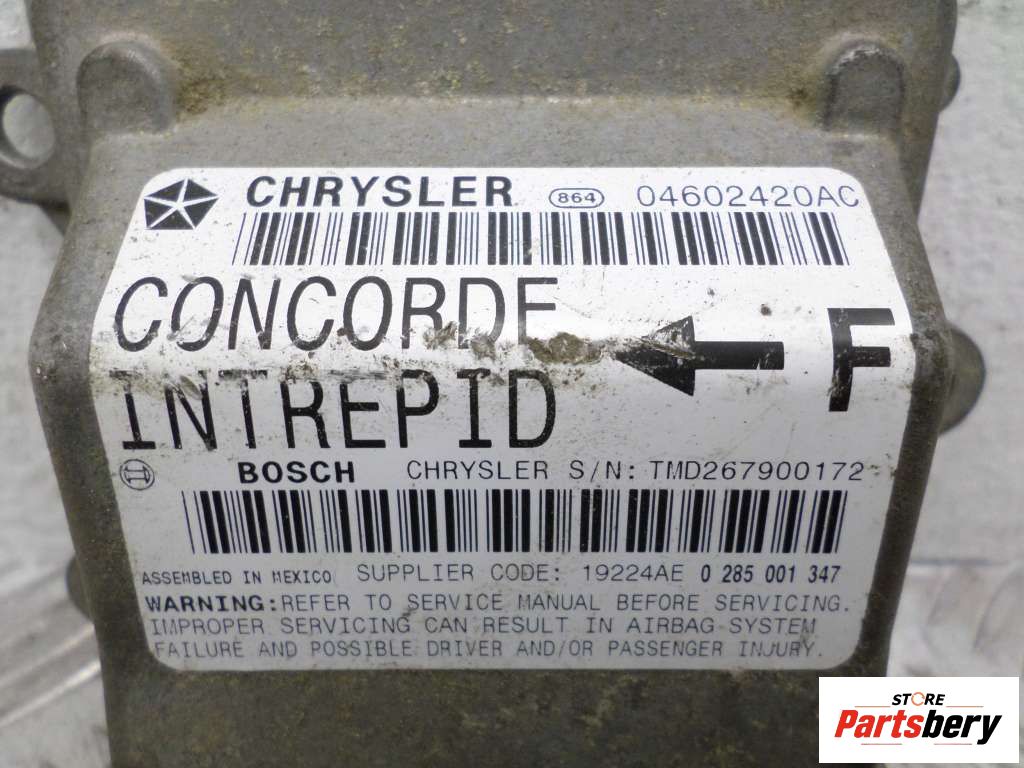 CHRYSLER 864 04602420AC
CONCORDE
INTREPID
F
BOSCH CHRYSLER S/N: TMD267900172
ASSEMBLED IN MEXICO SUPPLIER CODE: 19224AE 0 285 001 347
WARNING: REFER TO SERVICE MANUAL BEFORE SERVICING.
IMPROPER SERVICING CAN RESULT IN AIRBAG SYSTEM
FAILURE AND POSSIBLE DRIVER AND/OR PASSENGER INJURY.
STORE
Partsbery